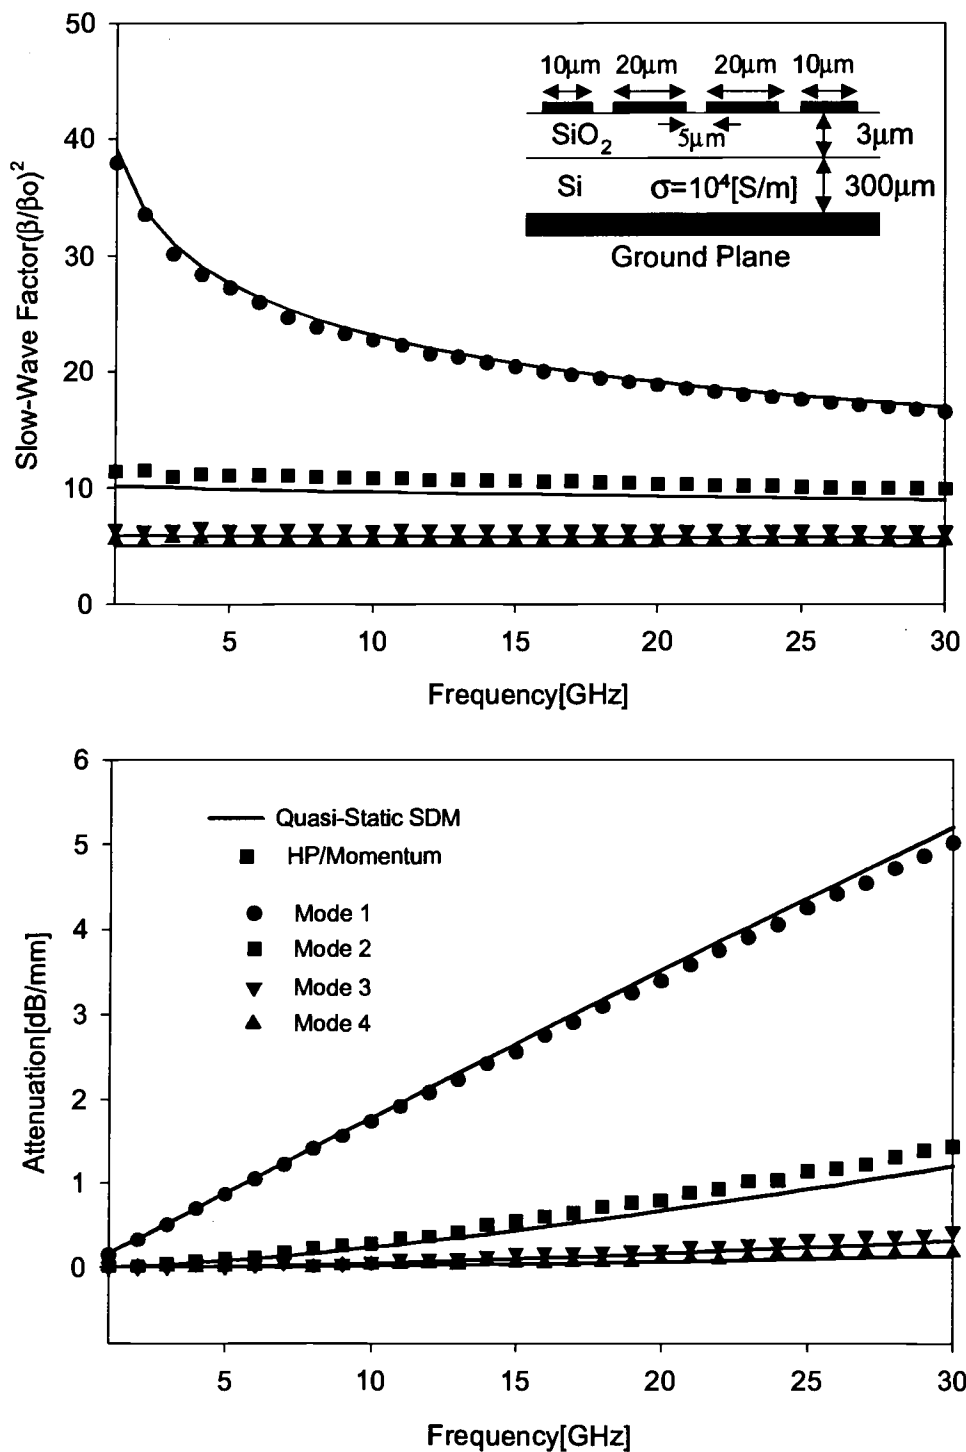 50
40
30
20
10
0
Slow-Wave Factor(β/βo)²
10μm 20μm 20μm 10μm
SiO₂ 5μm 3μm
Si σ=10⁴[S/m] 300μm
Ground Plane
5 10 15 20 25 30
Frequency[GHz]
6
5
4
3
2
1
0
Attenuation[dB/mm]
Quasi-Static SDM
HP/Momentum
Mode 1
Mode 2
Mode 3
Mode 4
5 10 15 20 25 30
Frequency[GHz]